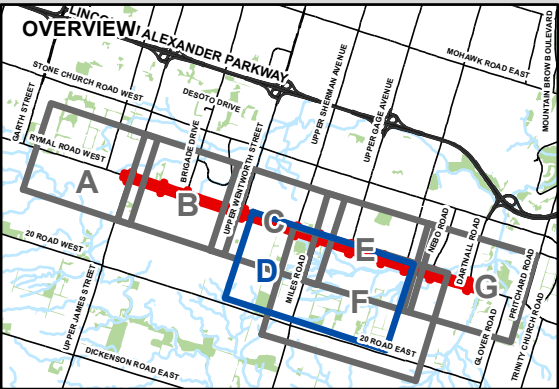 OVERVIEW
LINCOLN ALEXANDER PARKWAY
MOHAWK ROAD EAST
MOUNTAIN BROW BOULEVARD
STONE CHURCH ROAD WEST
GARTH STREET
DESOTO DRIVE
UPPER SHERMAN AVENUE
UPPER GAGE AVENUE
RYMAL ROAD WEST
BRIGADE DRIVE
UPPER WENTWORTH STREET
A
B
C
D
E
F
G
NEBO ROAD
DARTNALL ROAD
PRITCHARD ROAD
20 ROAD WEST
UPPER JAMES STREET
MILES ROAD
GLOVER ROAD
TRINITY CHURCH ROAD
20 ROAD EAST
DICKENSON ROAD EAST